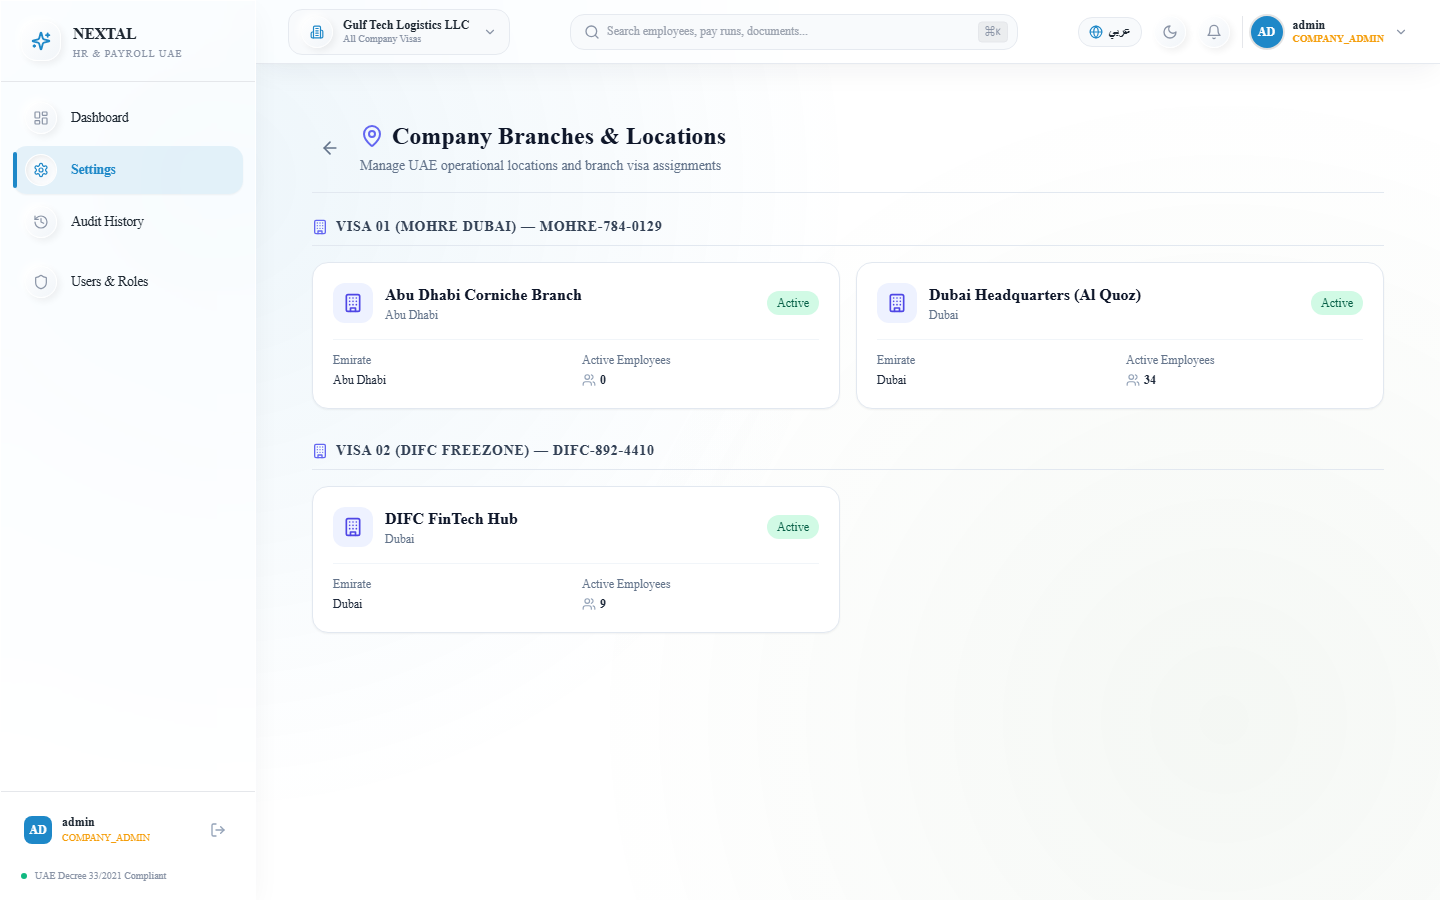 NEXTAL
HR & PAYROLL UAE
Dashboard
Settings
Audit History
Users & Roles
AD
admin
COMPANY_ADMIN
UAE Decree 33/2021 Compliant
Gulf Tech Logistics LLC
All Company Visas
Search employees, pay runs, documents...
⌘K
عربي
AD
admin
COMPANY_ADMIN
Company Branches & Locations
Manage UAE operational locations and branch visa assignments
VISA 01 (MOHRE DUBAI) — MOHRE-784-0129
Abu Dhabi Corniche Branch
Abu Dhabi
Active
Emirate
Abu Dhabi
Active Employees
0
Dubai Headquarters (Al Quoz)
Dubai
Active
Emirate
Dubai
Active Employees
34
VISA 02 (DIFC FREEZONE) — DIFC-892-4410
DIFC FinTech Hub
Dubai
Active
Emirate
Dubai
Active Employees
9